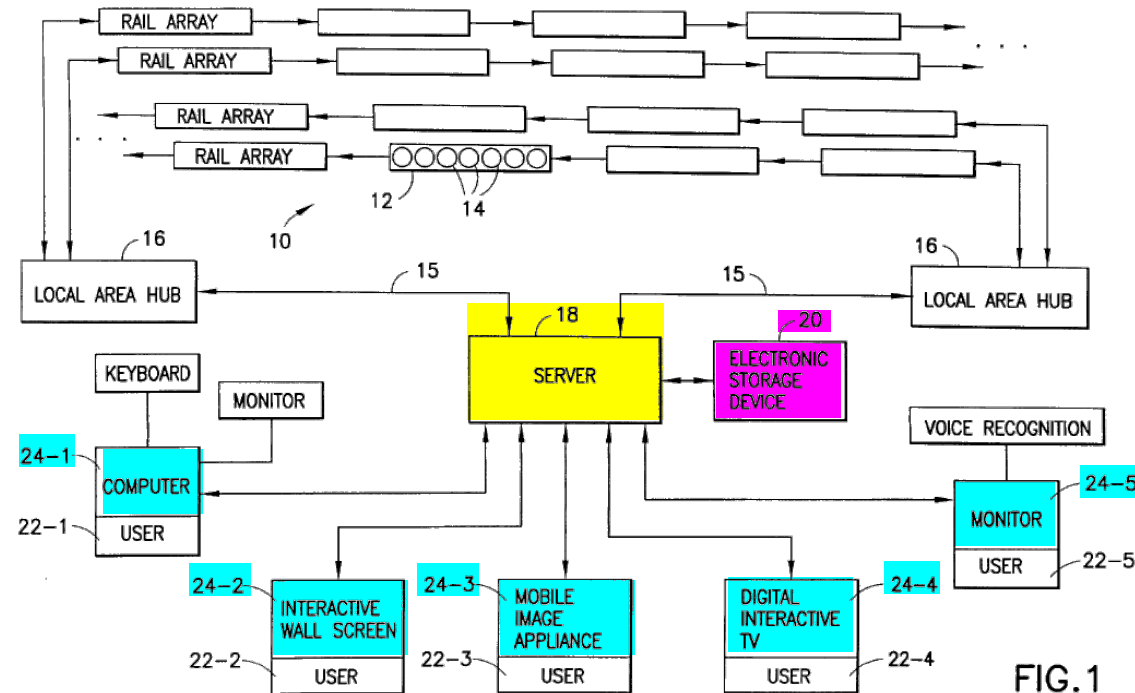 RAIL ARRAY
RAIL ARRAY
. . .
RAIL ARRAY
. . .
RAIL ARRAY
12
14
10
16
16
15
15
LOCAL AREA HUB
LOCAL AREA HUB
18
20
SERVER
ELECTRONIC
STORAGE
DEVICE
KEYBOARD
MONITOR
VOICE RECOGNITION
24-1
COMPUTER
24-5
MONITOR
22-1
USER
USER
22-5
24-2
INTERACTIVE
WALL SCREEN
24-3
MOBILE
IMAGE
APPLIANCE
24-4
DIGITAL
INTERACTIVE
TV
22-2
USER
22-3
USER
USER
22-4
FIG.1